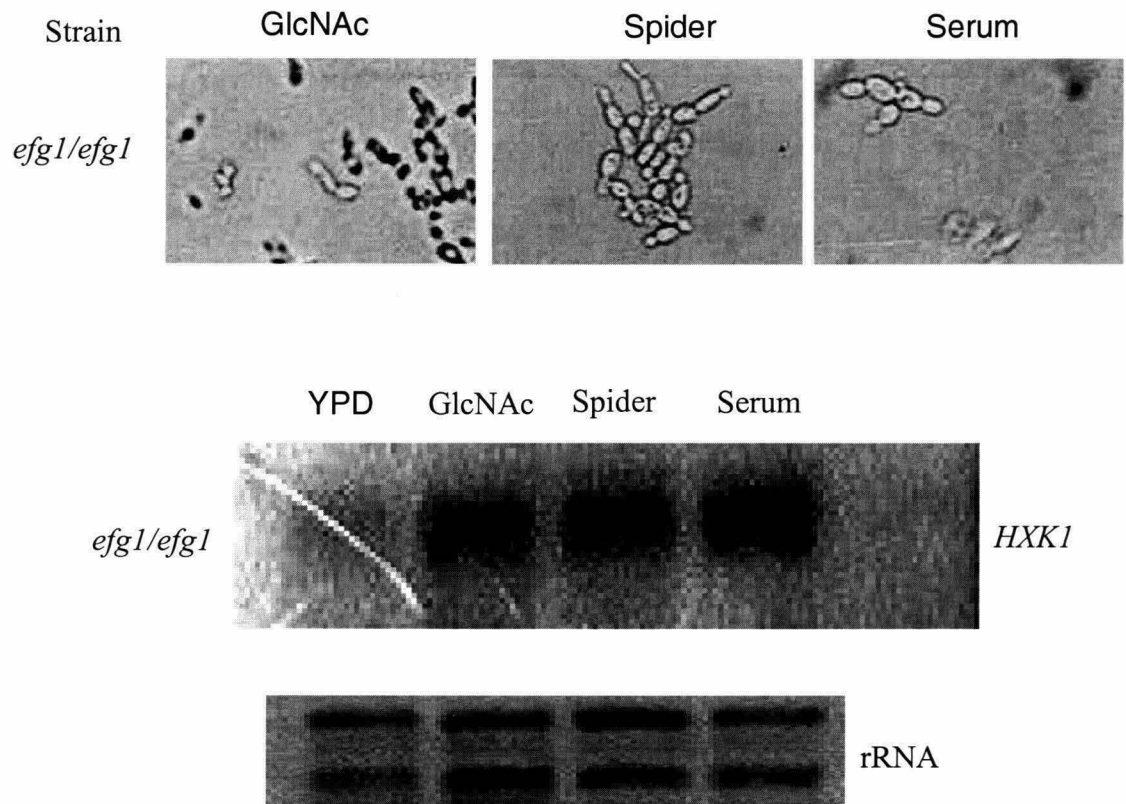 Strain GlcNAc Spider Serum
efg1/efg1
YPD GlcNAc Spider Serum
efg1/efg1 HXK1
rRNA